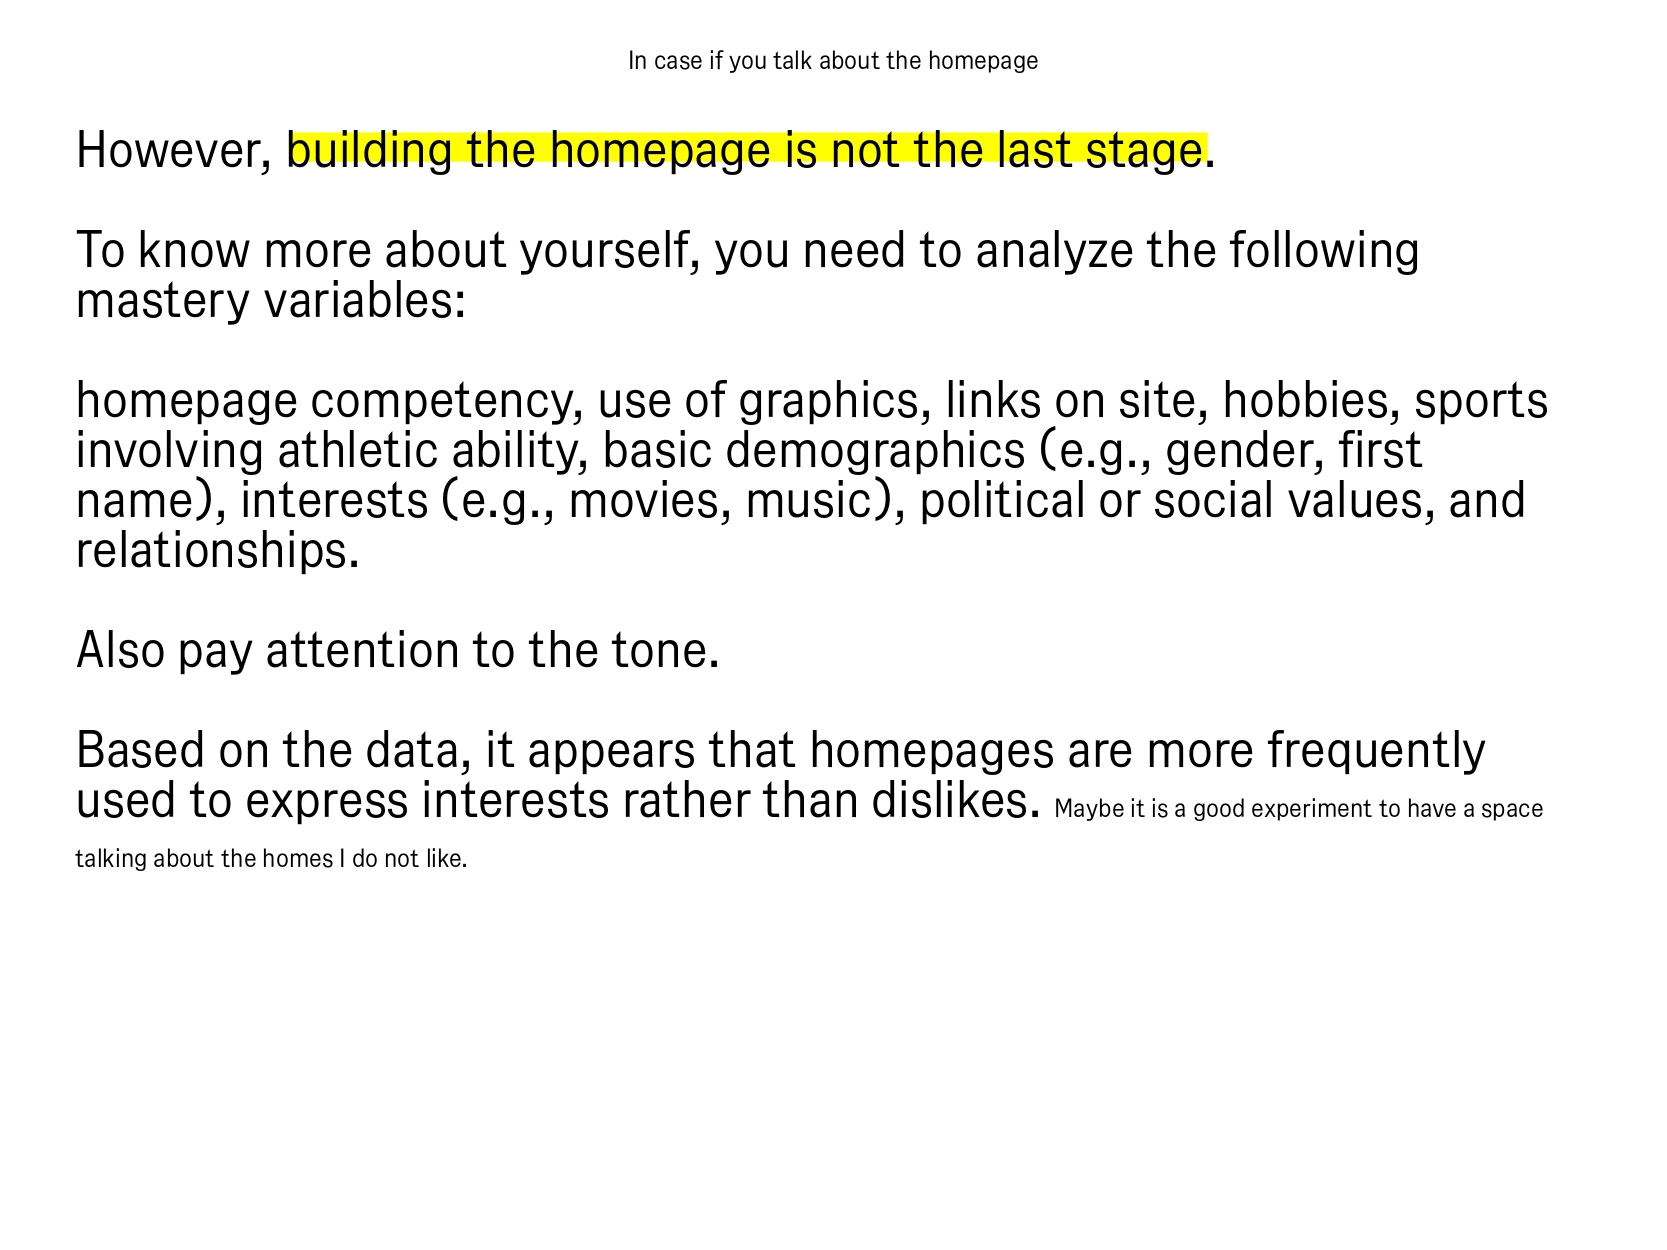 In case if you talk about the homepage
However, building the homepage is not the last stage.
To know more about yourself, you need to analyze the following
mastery variables:
homepage competency, use of graphics, links on site, hobbies, sports
involving athletic ability, basic demographics (e.g., gender, first
name), interests (e.g., movies, music), political or social values, and
relationships.
Also pay attention to the tone.
Based on the data, it appears that homepages are more frequently
used to express interests rather than dislikes. Maybe it is a good experiment to have a space
talking about the homes I do not like.